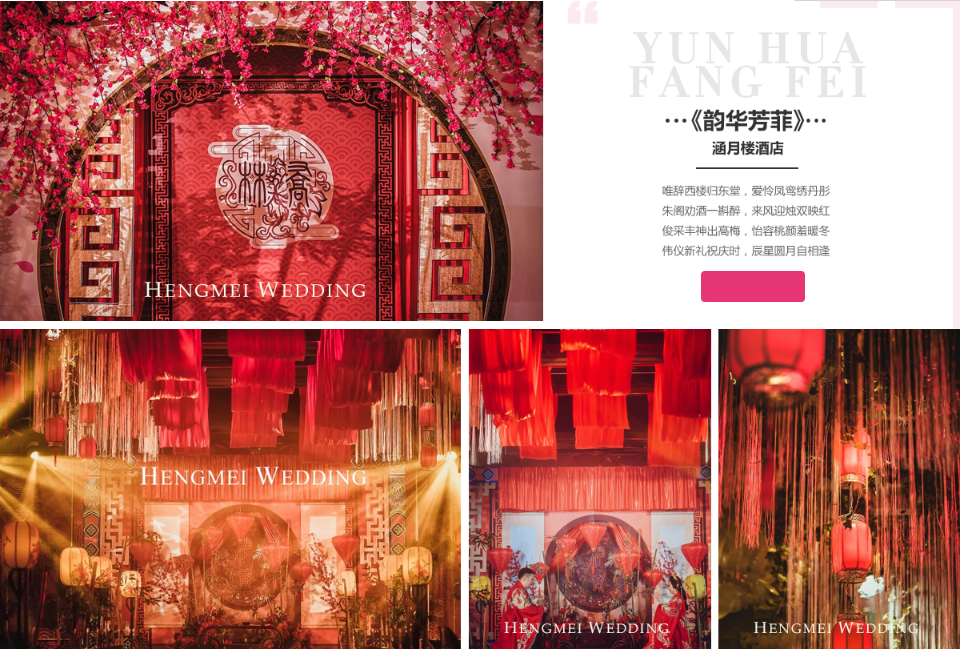 林 喬
HENGMEI WEDDING
YUN HUA
FANG FEI
···《韵华芳菲》···
涵月楼酒店
唯辞西楼归东堂，爱怜凤鸾绣丹彤
朱阁劝酒一斟醉，来风迎烛双映红
俊采丰神出高梅，怡容桃颜羞暖冬
伟仪新礼祝庆时，辰星圆月自相逢
HENGMEI WEDDING
HENGMEI WEDDING
HENGMEI WEDDING